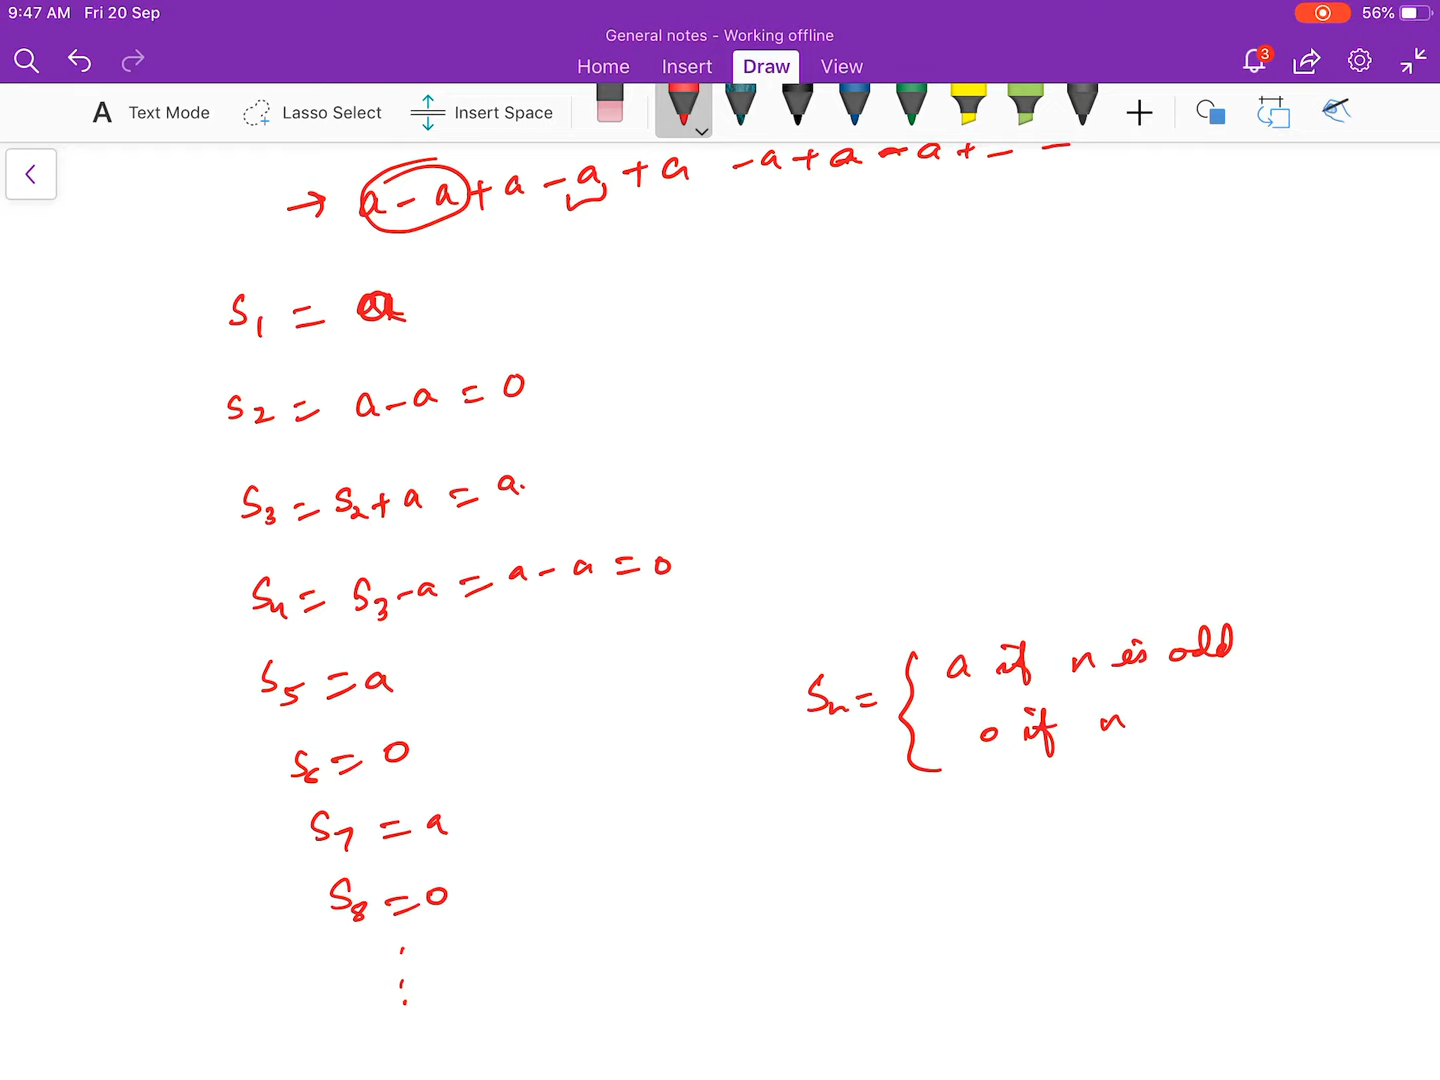 9:47 AM Fri 20 Sep
56%
General notes - Working offline
Home Insert Draw View
3
A Text Mode Lasso Select Insert Space
→ a - a + a - a + a - a + a - a + - -
S1 = a
S2 = a - a = 0
S3 = S2 + a = a.
S4 = S3 - a = a - a = 0
S5 = a
Sn = { a if n is odd
0 if n
S6 = 0
S7 = a
S8 = 0
⋮